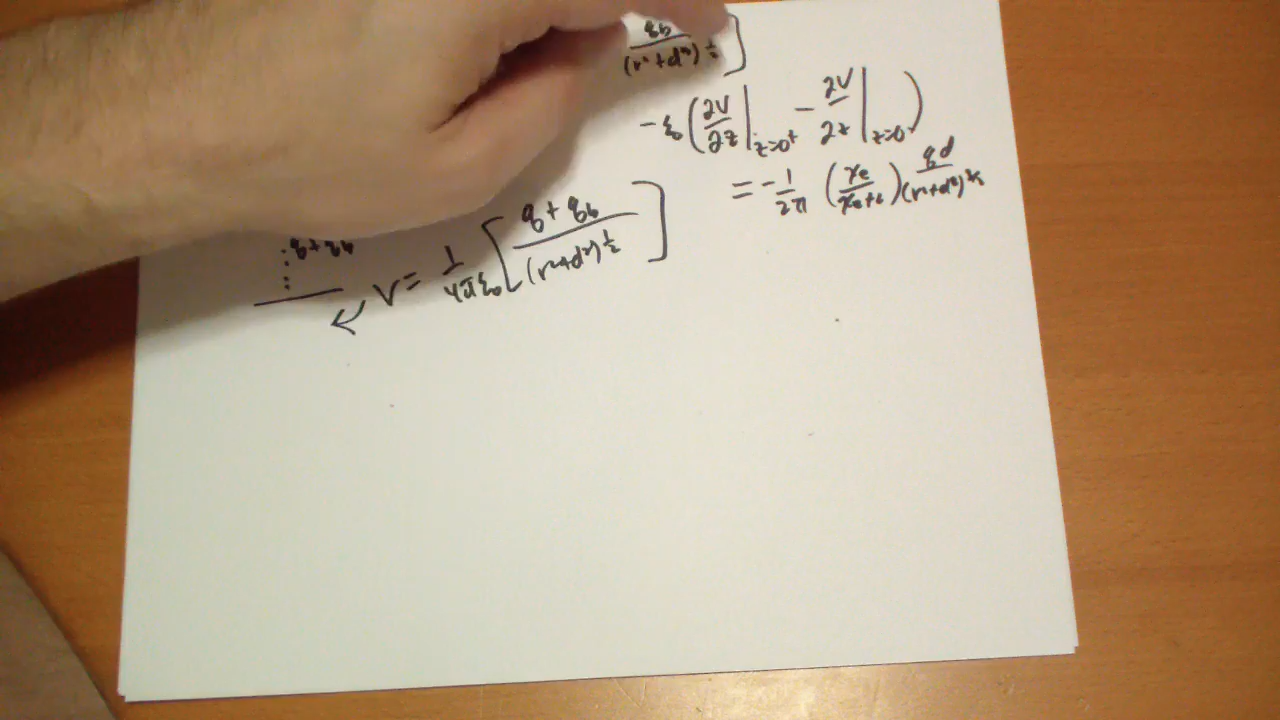 q_b / (r² + d²)^½ ]
-ε₀ ( ∂V/∂z |_{z=0⁺} - ∂V/∂z |_{z=0⁻} )
= -1/2π ( χe / χe+2 ) qd / (r²+d²)^{3/2}
q + q_b
V = 1/4πε₀ [ q + q_b / (r²+d²)^½ ]